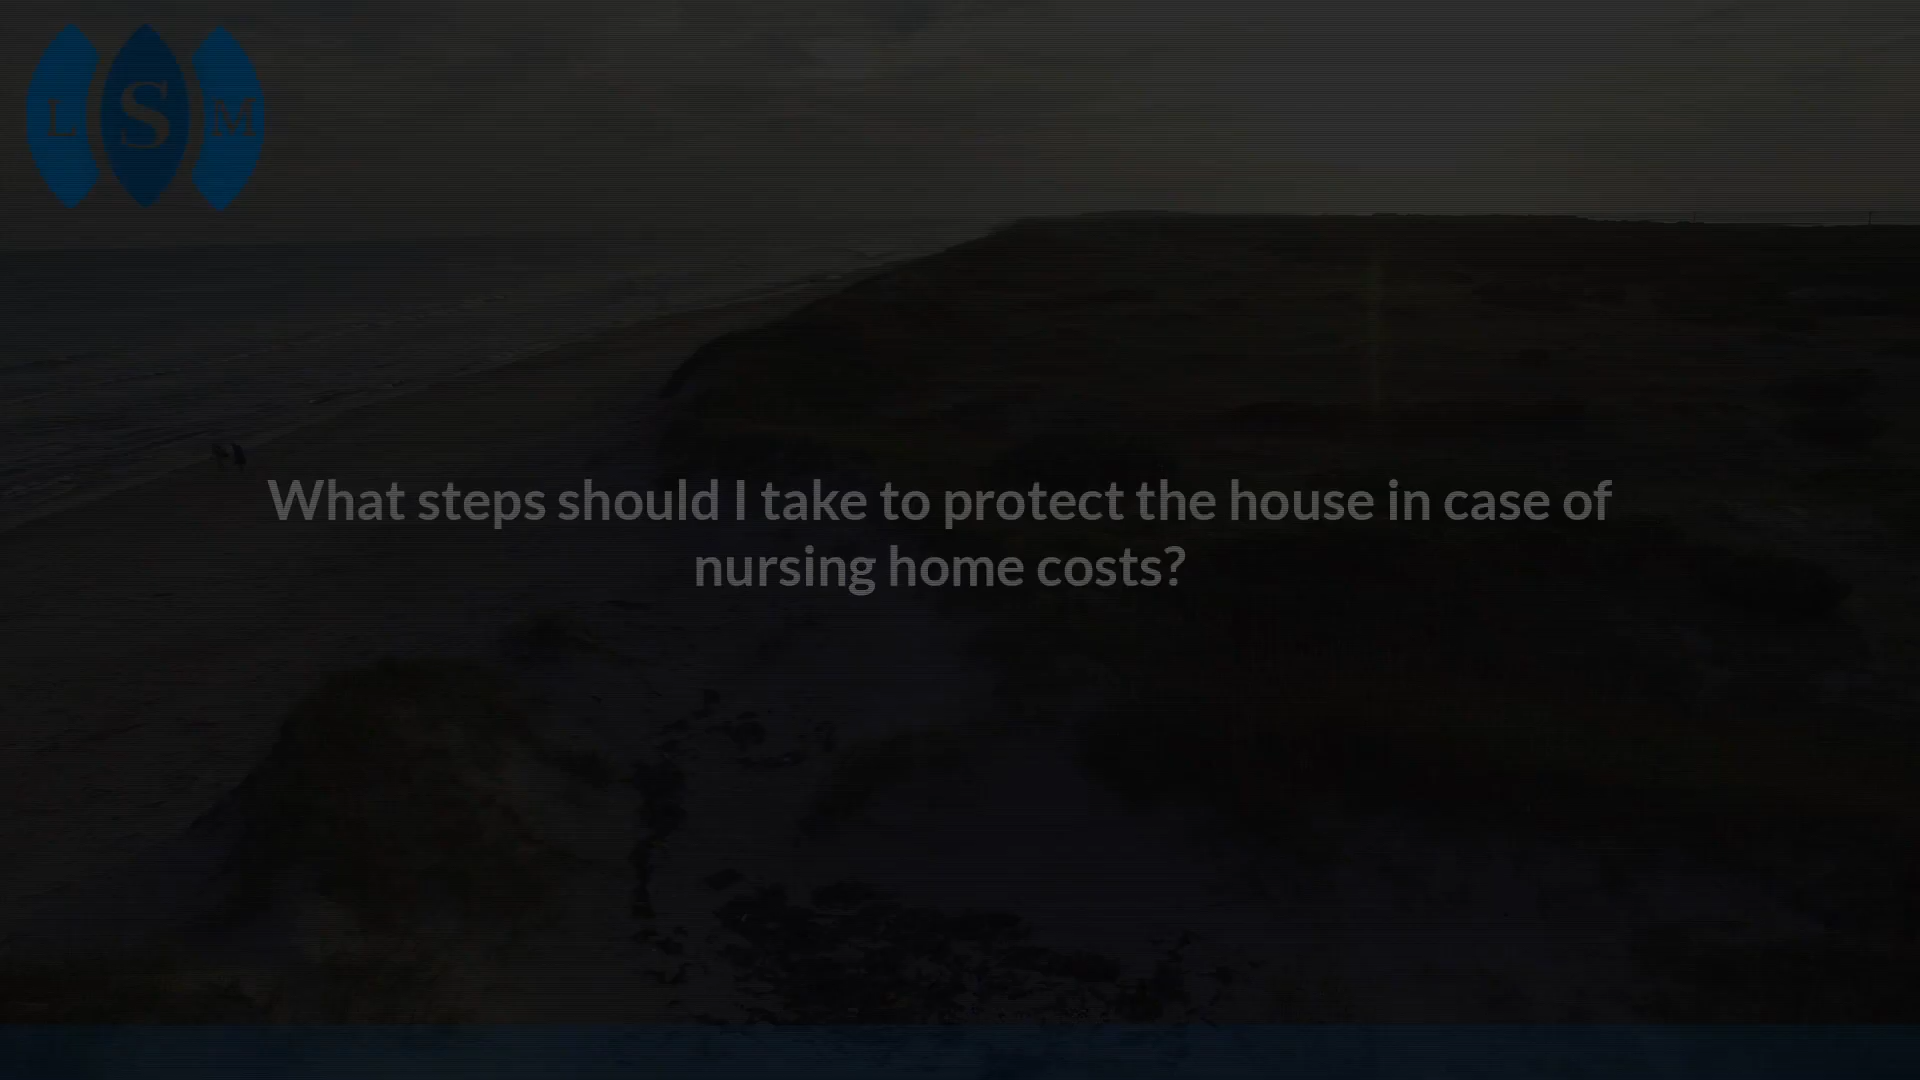 L S M
What steps should I take to protect the house in case of
nursing home costs?